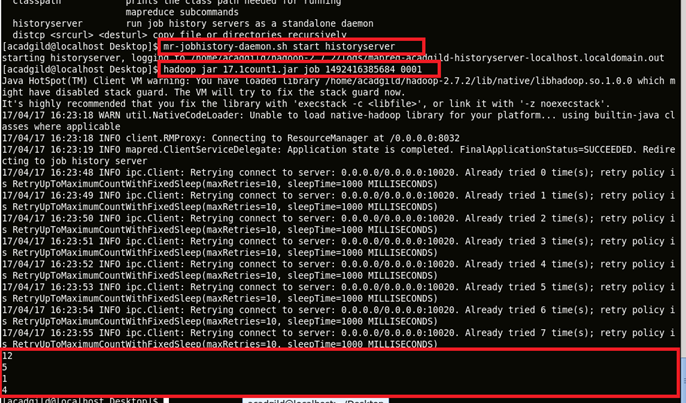 classpath            prints the class path needed for running
                     mapreduce subcommands
historyserver        run job history servers as a standalone daemon
distcp <srcurl> <desturl> copy file or directories recursively
[acadgild@localhost Desktop]$ mr-jobhistory-daemon.sh start historyserver
starting historyserver, logging to /home/acadgild/hadoop-2.7.2/logs/mapred-acadgild-historyserver-localhost.localdomain.out
[acadgild@localhost Desktop]$ hadoop jar 17.1count1.jar job 1492416385684 0001
Java HotSpot(TM) Client VM warning: You have loaded library /home/acadgild/hadoop-2.7.2/lib/native/libhadoop.so.1.0.0 which m
ight have disabled stack guard. The VM will try to fix the stack guard now.
It's highly recommended that you fix the library with 'execstack -c <libfile>', or link it with '-z noexecstack'.
17/04/17 16:23:18 WARN util.NativeCodeLoader: Unable to load native-hadoop library for your platform... using builtin-java cl
asses where applicable
17/04/17 16:23:18 INFO client.RMProxy: Connecting to ResourceManager at /0.0.0.0:8032
17/04/17 16:23:19 INFO mapred.ClientServiceDelegate: Application state is completed. FinalApplicationStatus=SUCCEEDED. Redire
cting to job history server
17/04/17 16:23:48 INFO ipc.Client: Retrying connect to server: 0.0.0.0/0.0.0.0:10020. Already tried 0 time(s); retry policy i
s RetryUpToMaximumCountWithFixedSleep(maxRetries=10, sleepTime=1000 MILLISECONDS)
17/04/17 16:23:49 INFO ipc.Client: Retrying connect to server: 0.0.0.0/0.0.0.0:10020. Already tried 1 time(s); retry policy i
s RetryUpToMaximumCountWithFixedSleep(maxRetries=10, sleepTime=1000 MILLISECONDS)
17/04/17 16:23:50 INFO ipc.Client: Retrying connect to server: 0.0.0.0/0.0.0.0:10020. Already tried 2 time(s); retry policy i
s RetryUpToMaximumCountWithFixedSleep(maxRetries=10, sleepTime=1000 MILLISECONDS)
17/04/17 16:23:51 INFO ipc.Client: Retrying connect to server: 0.0.0.0/0.0.0.0:10020. Already tried 3 time(s); retry policy i
s RetryUpToMaximumCountWithFixedSleep(maxRetries=10, sleepTime=1000 MILLISECONDS)
17/04/17 16:23:52 INFO ipc.Client: Retrying connect to server: 0.0.0.0/0.0.0.0:10020. Already tried 4 time(s); retry policy i
s RetryUpToMaximumCountWithFixedSleep(maxRetries=10, sleepTime=1000 MILLISECONDS)
17/04/17 16:23:53 INFO ipc.Client: Retrying connect to server: 0.0.0.0/0.0.0.0:10020. Already tried 5 time(s); retry policy i
s RetryUpToMaximumCountWithFixedSleep(maxRetries=10, sleepTime=1000 MILLISECONDS)
17/04/17 16:23:54 INFO ipc.Client: Retrying connect to server: 0.0.0.0/0.0.0.0:10020. Already tried 6 time(s); retry policy i
s RetryUpToMaximumCountWithFixedSleep(maxRetries=10, sleepTime=1000 MILLISECONDS)
17/04/17 16:23:55 INFO ipc.Client: Retrying connect to server: 0.0.0.0/0.0.0.0:10020. Already tried 7 time(s); retry policy i
s RetryUpToMaximumCountWithFixedSleep(maxRetries=10, sleepTime=1000 MILLISECONDS)
12
5
1
4
[acadgild@localhost Desktop]$
acadgild@localhost:~/Desktop